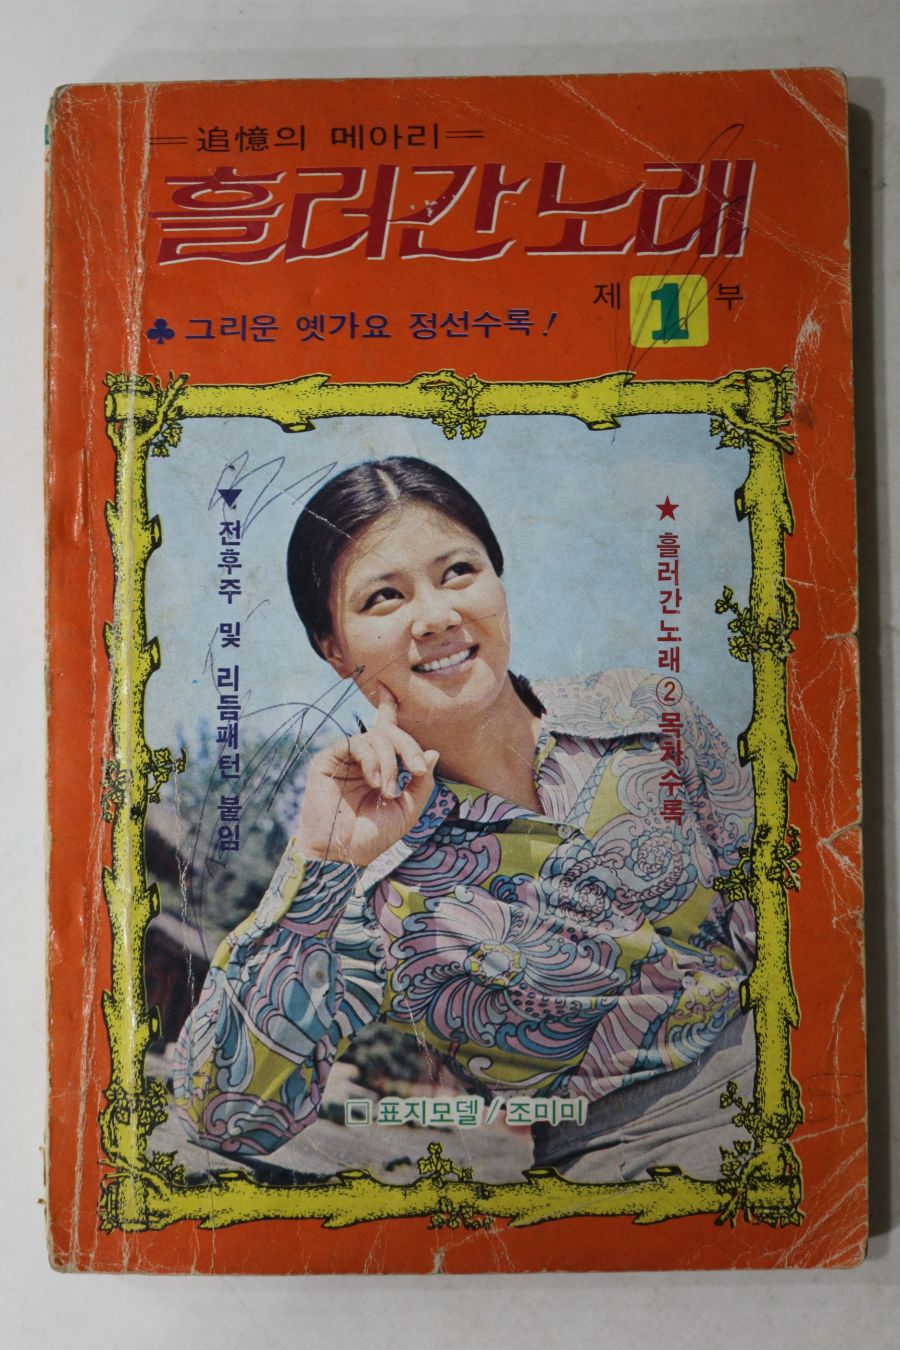 =追憶의 메아리=
흘러간 노래
제 1 부
♣ 그리운 옛가요 정선수록!
▼전후주 및 리듬패턴 붙임
★흘러간노래②목차수록
□표지모델/조미미